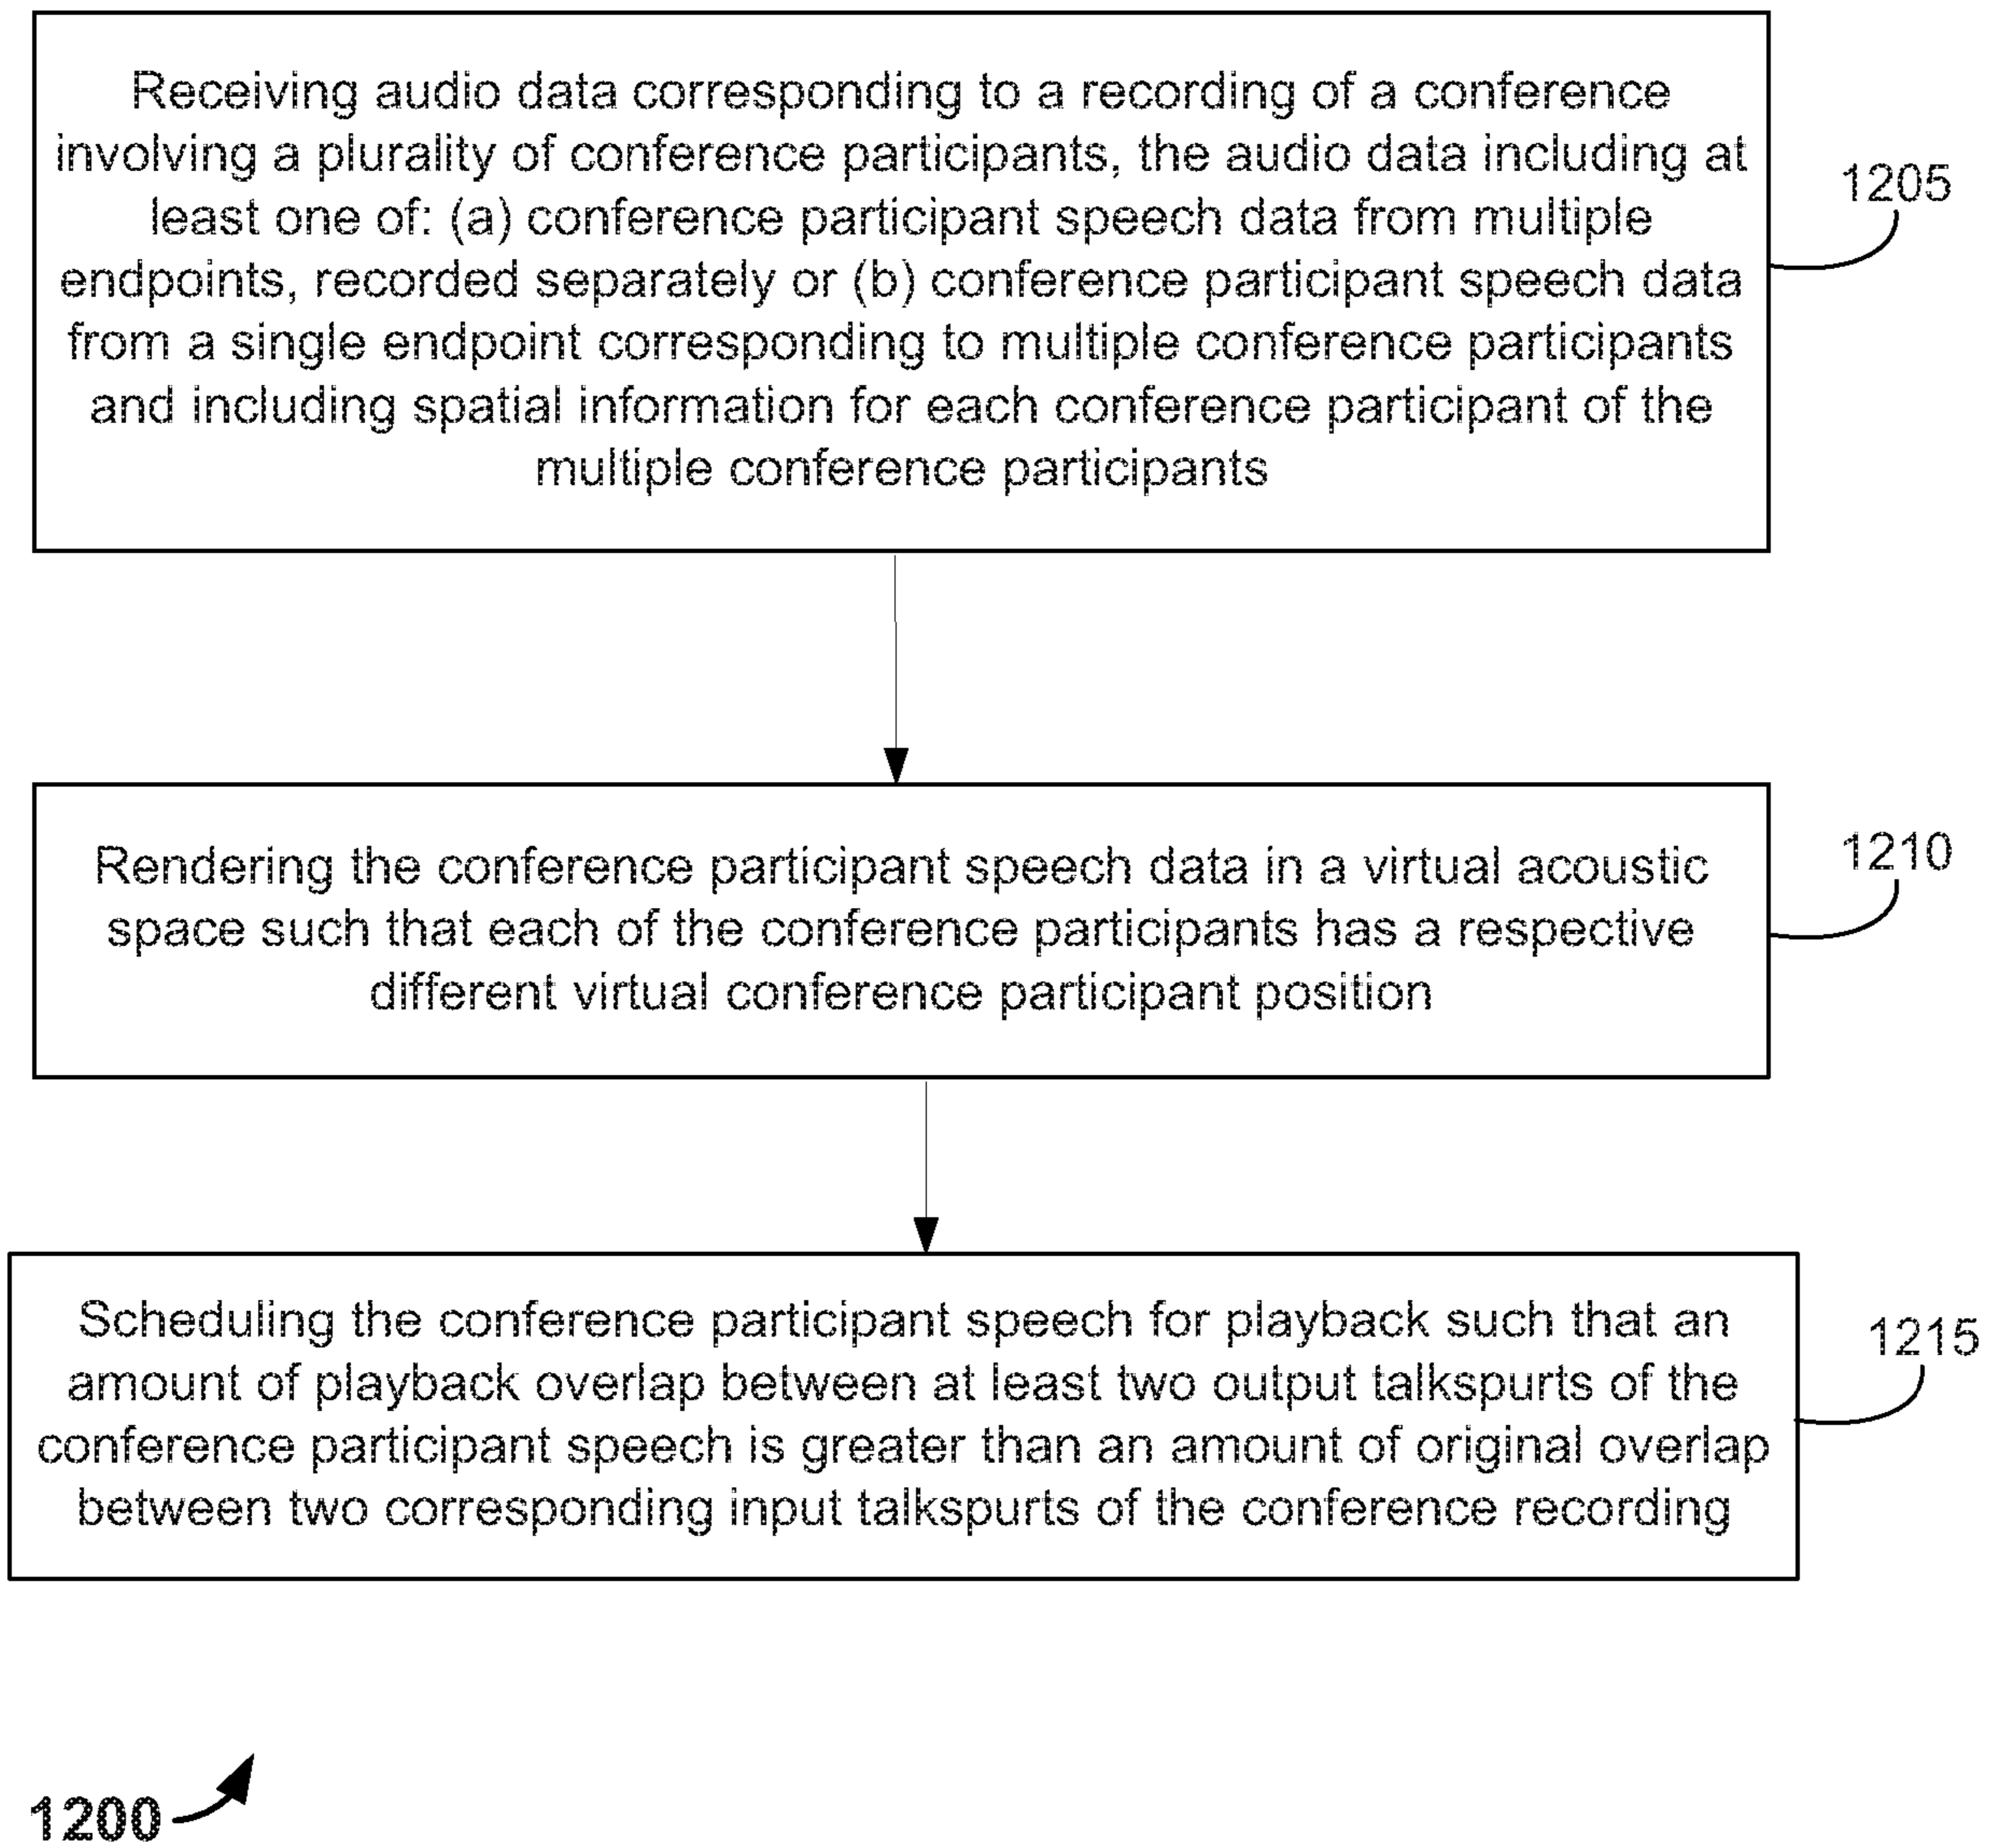 Receiving audio data corresponding to a recording of a conference
involving a plurality of conference participants, the audio data including at
least one of: (a) conference participant speech data from multiple
endpoints, recorded separately or (b) conference participant speech data
from a single endpoint corresponding to multiple conference participants
and including spatial information for each conference participant of the
multiple conference participants
1205
Rendering the conference participant speech data in a virtual acoustic
space such that each of the conference participants has a respective
different virtual conference participant position
1210
Scheduling the conference participant speech for playback such that an
amount of playback overlap between at least two output talkspurts of the
conference participant speech is greater than an amount of original overlap
between two corresponding input talkspurts of the conference recording
1215
1200